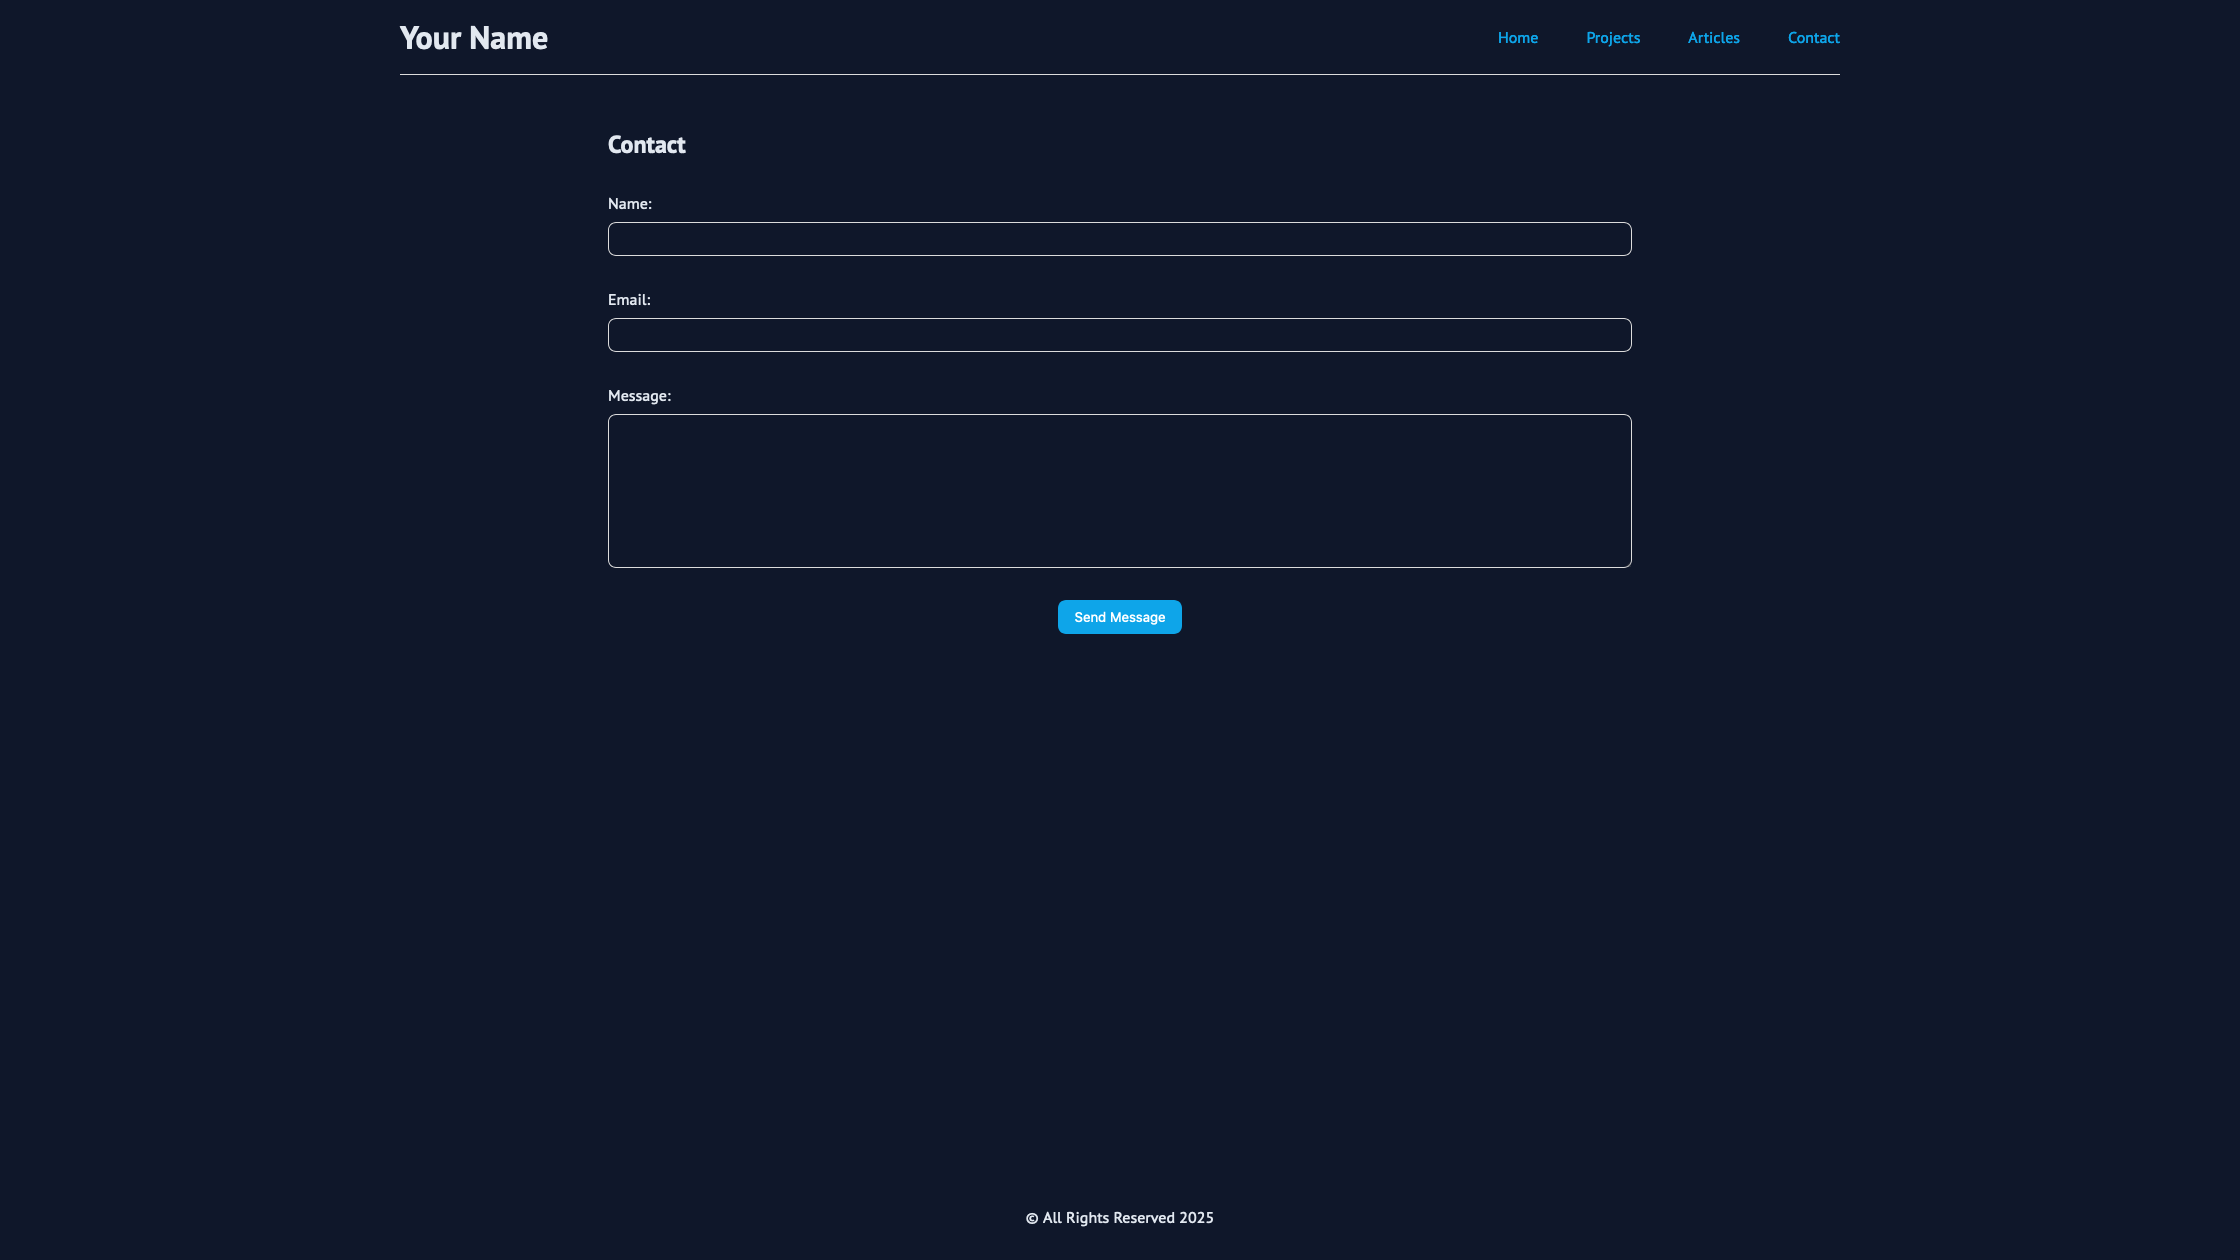 Your Name
Home Projects Articles Contact
Contact
Name:
Email:
Message:
Send Message
© All Rights Reserved 2025